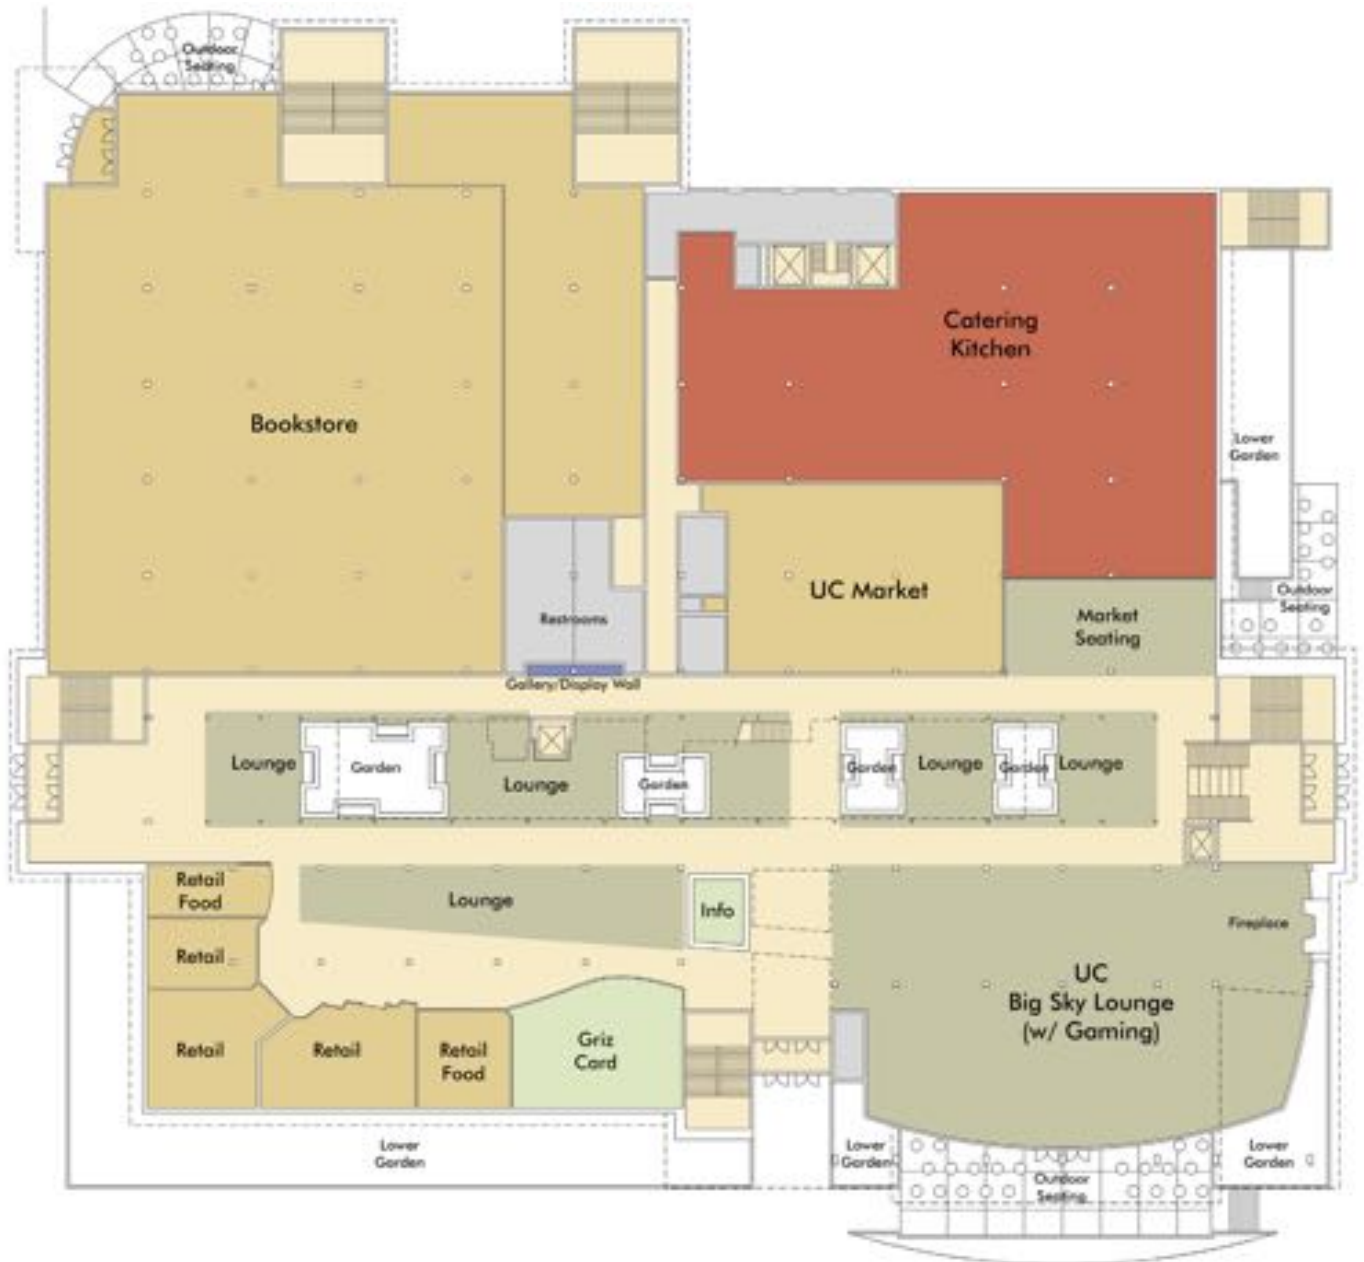 Outdoor
Seating
Catering
Kitchen
Bookstore
Lower
Garden
UC Market
Outdoor
Seating
Market
Seating
Restrooms
Gallery/Display Wall
Lounge
Garden
Lounge
Garden
Garden
Lounge
Garden
Lounge
Retail
Food
Lounge
Info
Fireplace
Retail
UC
Big Sky Lounge
(w/ Gaming)
Retail
Retail
Retail
Food
Griz
Card
Lower
Garden
Lower
Garden
Outdoor
Seating
Lower
Garden